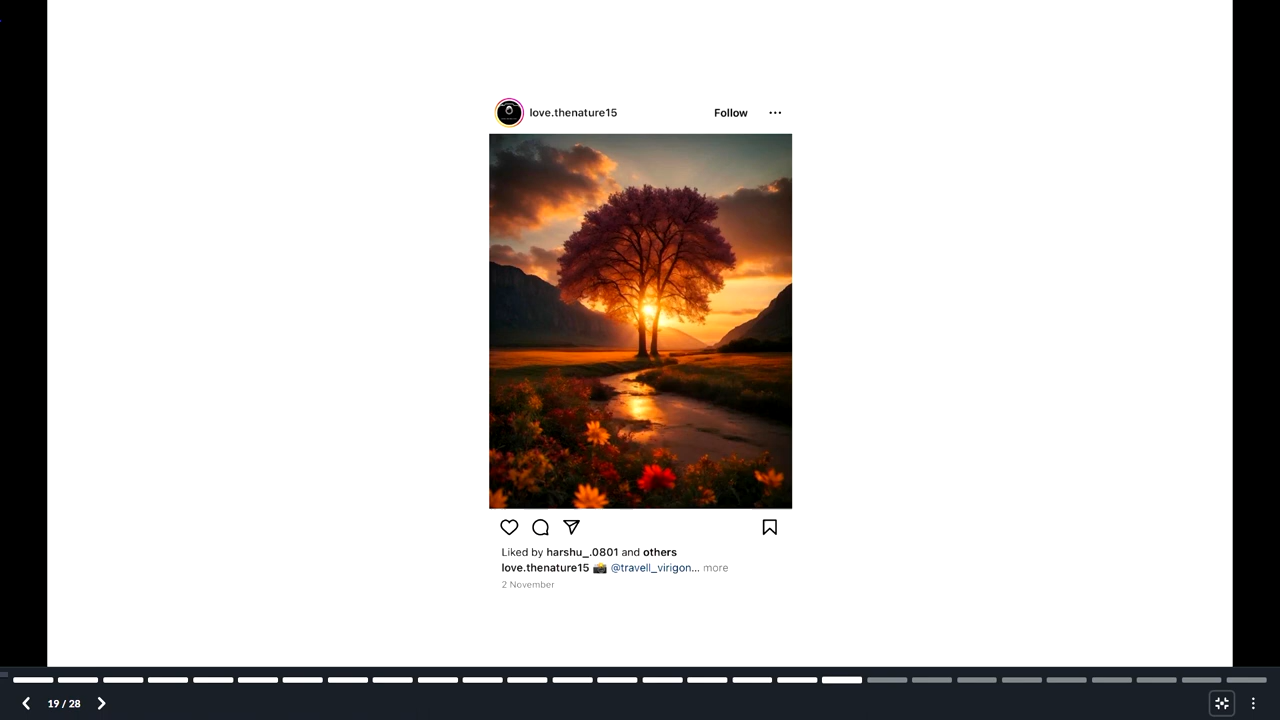 love.thenature15 Follow
Liked by harshu_.0801 and others
love.thenature15 📸 @travell_virigon... more
2 November
19 / 28